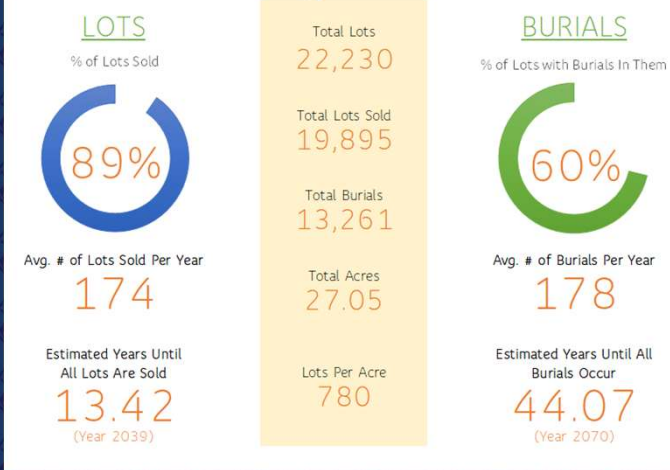 LOTS
% of Lots Sold
89%
Avg. # of Lots Sold Per Year
174
Estimated Years Until
All Lots Are Sold
13.42
(Year 2039)
Total Lots
22,230
Total Lots Sold
19,895
Total Burials
13,261
Total Acres
27.05
Lots Per Acre
780
BURIALS
% of Lots with Burials In Them
60%
Avg. # of Burials Per Year
178
Estimated Years Until All
Burials Occur
44.07
(Year 2070)